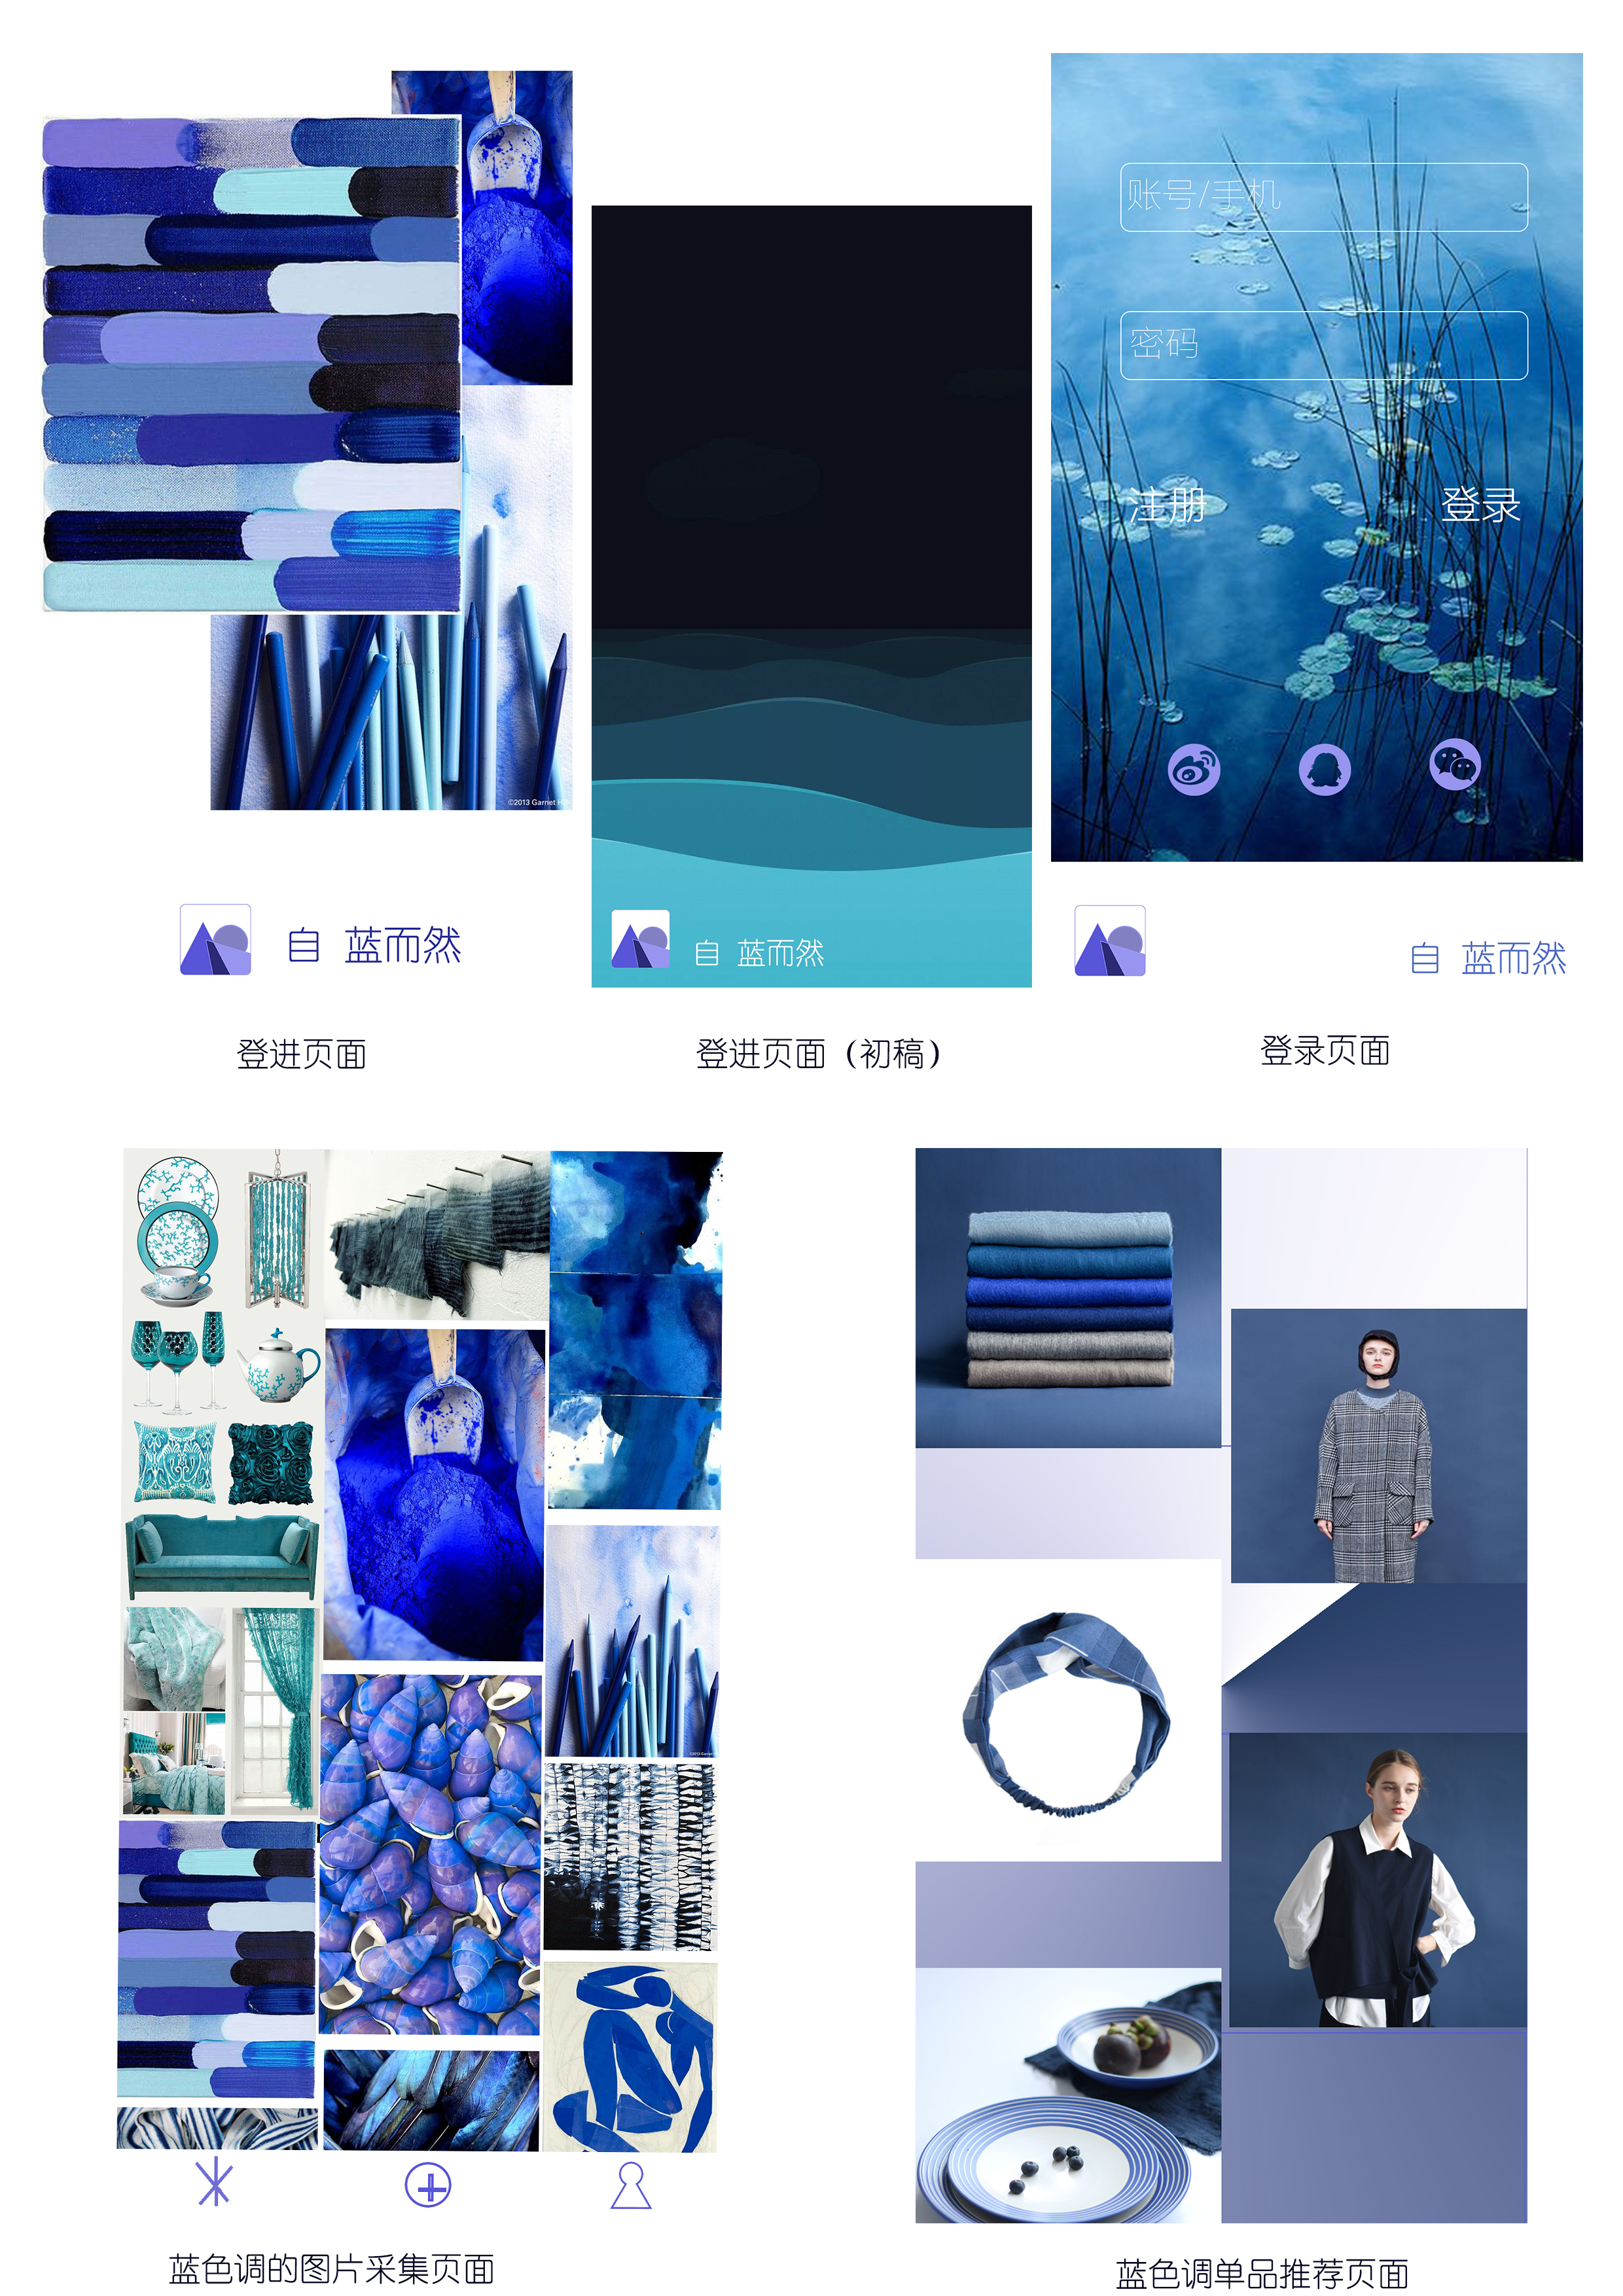 账号/手机
密码
注册
登录
©2013 Garnet Hill
自 蓝而然
自 蓝而然
自 蓝而然
登进页面
登进页面（初稿）
登录页面
蓝色调的图片采集页面
蓝色调单品推荐页面